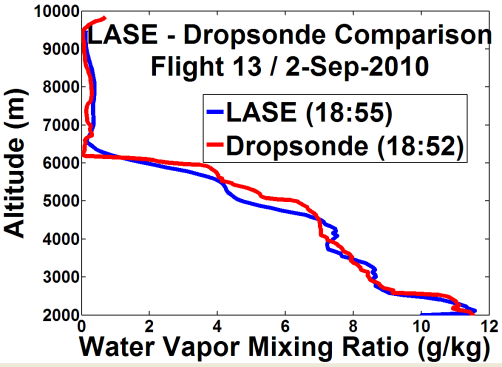 LASE - Dropsonde Comparison
Flight 13 / 2-Sep-2010
LASE (18:55)
Dropsonde (18:52)
Altitude (m)
10000
9000
8000
7000
6000
5000
4000
3000
2000
0 2 4 6 8 10 12
Water Vapor Mixing Ratio (g/kg)